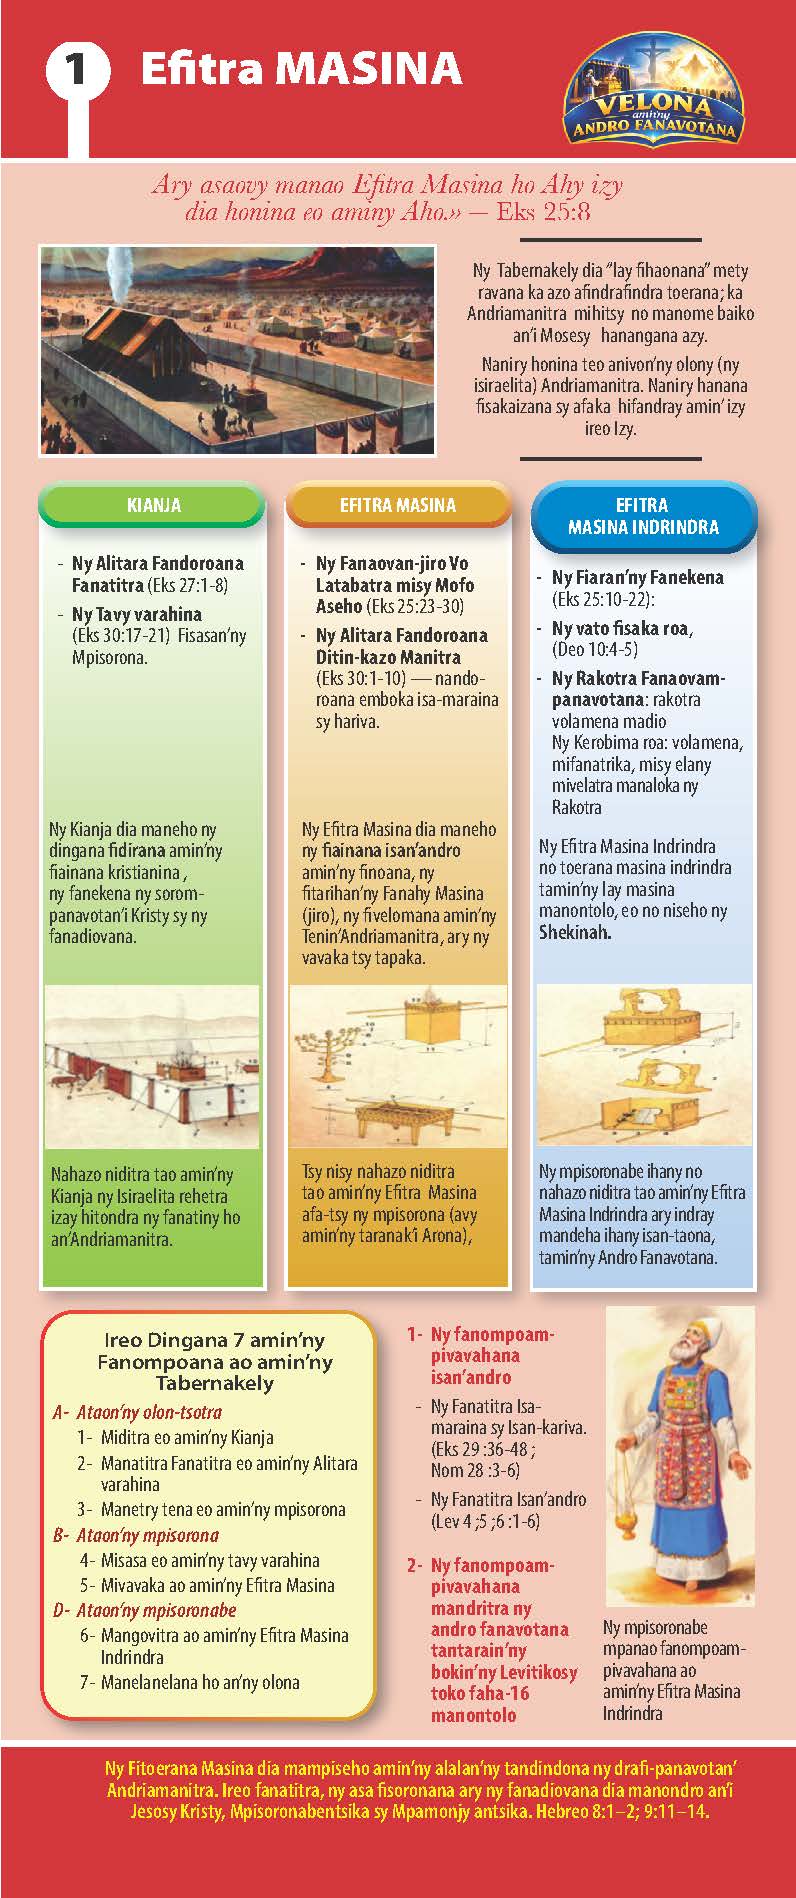 1
Efitra MASINA
VELONA
amin'ny
ANDRO FANAVOTANA
Ary asaovy manao Efitra Masina ho Ahy izy
dia honina eo aminy Aho.» — Eks 25:8
Ny Tabernakely dia “lay fihaonana” mety
ravana ka azo afindrafindra toerana; ka
Andriamanitra mihitsy no manome baiko
an’i Mosesy hanangana azy.
Naniry honina teo anivon’ny olony (ny
isiraelita) Andriamanitra. Naniry hanana
fisakaizana sy afaka hifandray amin’ izy
ireo Izy.
KIANJA
- Ny Alitara Fandoroana
Fanatitra (Eks 27:1-8)
- Ny Tavy varahina
(Eks 30:17-21) Fisasan’ny
Mpisorona.
Ny Kianja dia maneho ny
dingana fidirana amin’ny
fiainana kristianina ,
ny fanekena ny sorom-
panavotan’i Kristy sy ny
fanadiovana.
Nahazo niditra tao amin’ny
Kianja ny Isiraelita rehetra
izay hitondra ny fanatiny ho
an’Andriamanitra.
EFITRA MASINA
- Ny Fanaovan-jiro Vo
Latabatra misy Mofo
Aseho (Eks 25:23-30)
- Ny Alitara Fandoroana
Ditin-kazo Manitra
(Eks 30:1-10) — nando-
roana emboka isa-maraina
sy hariva.
Ny Efitra Masina dia maneho
ny fiainana isan’andro
amin’ny finoana, ny
fitarihan’ny Fanahy Masina
(jiro), ny fivelomana amin’ny
Tenin’Andriamanitra, ary ny
vavaka tsy tapaka.
Tsy nisy nahazo niditra
tao amin’ny Efitra Masina
afa-tsy ny mpisorona (avy
amin’ny taranak’i Arona),
EFITRA
MASINA INDRINDRA
- Ny Fiaran’ny Fanekena
(Eks 25:10-22):
- Ny vato fisaka roa,
(Deo 10:4-5)
- Ny Rakotra Fanaovam-
panavotana: rakotra
volamena madio
Ny Kerobima roa: volamena,
mifanatrika, misy elany
mivelatra manaloka ny
Rakotra
Ny Efitra Masina Indrindra
no toerana masina indrindra
tamin’ny lay masina
manontolo, eo no niseho ny
Shekinah.
Ny mpisoronabe ihany no
nahazo niditra tao amin’ny Efitra
Masina Indrindra ary indray
mandeha ihany isan-taona,
tamin’ny Andro Fanavotana.
Ireo Dingana 7 amin’ny
Fanompoana ao amin’ny
Tabernakely
A- Ataon’ny olon-tsotra
1- Miditra eo amin’ny Kianja
2- Manatitra Fanatitra eo amin’ny Alitara
varahina
3- Manetry tena eo amin’ny mpisorona
B- Ataon’ny mpisorona
4- Misasa eo amin’ny tavy varahina
5- Mivavaka ao amin’ny Efitra Masina
D- Ataon’ny mpisoronabe
6- Mangovitra ao amin’ny Efitra Masina
Indrindra
7- Manelanelana ho an’ny olona
1- Ny fanompoam-
pivavahana
isan’andro
- Ny Fanatitra Isa-
maraina sy Isan-kariva.
(Eks 29 :36-48 ;
Nom 28 :3-6)
- Ny Fanatitra Isan’andro
(Lev 4 ;5 ;6 :1-6)
2- Ny fanompoam-
pivavahana
mandritra ny
andro fanavotana
tantarain’ny
bokin’ny Levitikosy
toko faha-16
manontolo
Ny mpisoronabe
mpanao fanompoam-
pivavahana ao
amin’ny Efitra Masina
Indrindra
Ny Fitoerana Masina dia mampiseho amin’ny alalan’ny tandindona ny drafi-panavotan’
Andriamanitra. Ireo fanatitra, ny asa fisoronana ary ny fanadiovana dia manondro an’i
Jesosy Kristy, Mpisoronabentsika sy Mpamonjy antsika. Hebreo 8:1–2; 9:11–14.